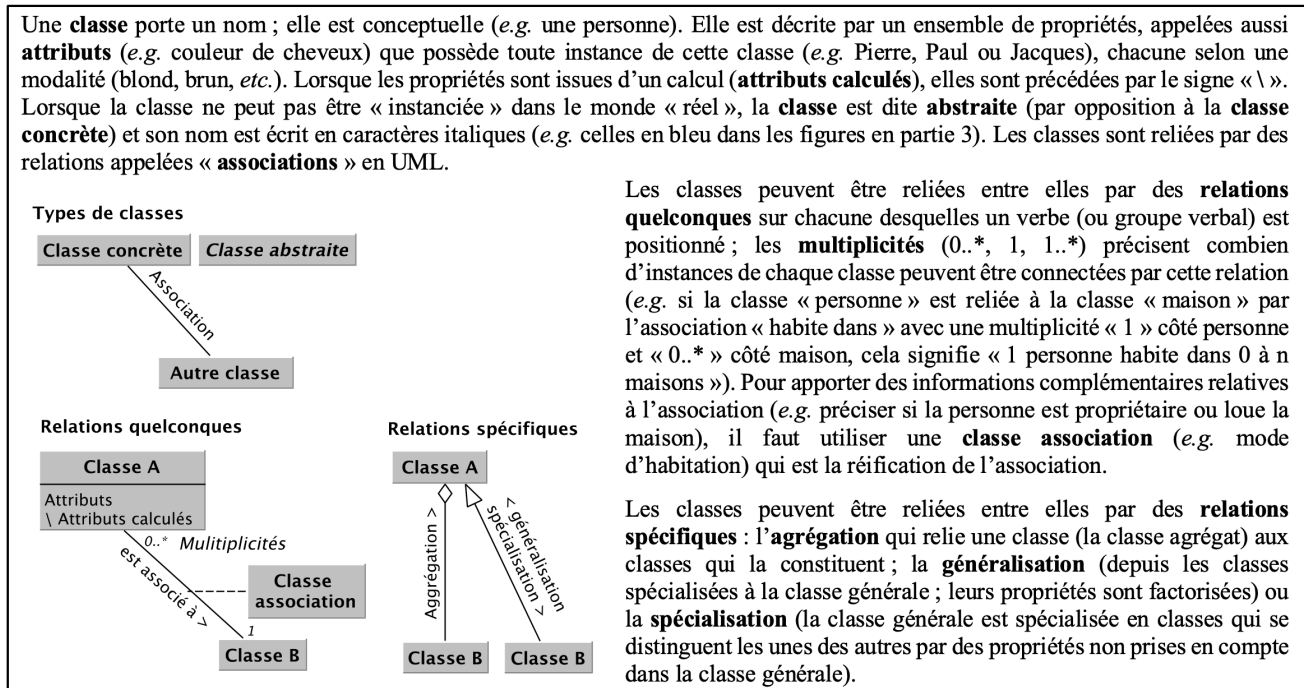 Une classe porte un nom ; elle est conceptuelle (e.g. une personne). Elle est décrite par un ensemble de propriétés, appelées aussi
attributs (e.g. couleur de cheveux) que possède toute instance de cette classe (e.g. Pierre, Paul ou Jacques), chacune selon une
modalité (blond, brun, etc.). Lorsque les propriétés sont issues d'un calcul (attributs calculés), elles sont précédées par le signe « \ ».
Lorsque la classe ne peut pas être « instanciée » dans le monde « réel », la classe est dite abstraite (par opposition à la classe
concrète) et son nom est écrit en caractères italiques (e.g. celles en bleu dans les figures en partie 3). Les classes sont reliées par des
relations appelées « associations » en UML.
Types de classes
Classe concrète
Classe abstraite
Association
Autre classe
Relations quelconques
Classe A
Attributs
\ Attributs calculés
0..* Mulitiplicités
est associé à >
Classe
association
1
Classe B
Relations spécifiques
Classe A
Agrégation >
< généralisation
spécialisation >
Classe B
Classe B
Les classes peuvent être reliées entre elles par des relations
quelconques sur chacune desquelles un verbe (ou groupe verbal) est
positionné ; les multiplicités (0..*, 1, 1..*) précisent combien
d'instances de chaque classe peuvent être connectées par cette relation
(e.g. si la classe « personne » est reliée à la classe « maison » par
l'association « habite dans » avec une multiplicité « 1 » côté personne
et « 0..* » côté maison, cela signifie « 1 personne habite dans 0 à n
maisons »). Pour apporter des informations complémentaires relatives
à l'association (e.g. préciser si la personne est propriétaire ou loue la
maison), il faut utiliser une classe association (e.g. mode
d'habitation) qui est la réification de l'association.
Les classes peuvent être reliées entre elles par des relations
spécifiques : l'agrégation qui relie une classe (la classe agrégat) aux
classes qui la constituent ; la généralisation (depuis les classes
spécialisées à la classe générale ; leurs propriétés sont factorisées) ou
la spécialisation (la classe générale est spécialisée en classes qui se
distinguent les unes des autres par des propriétés non prises en compte
dans la classe générale).